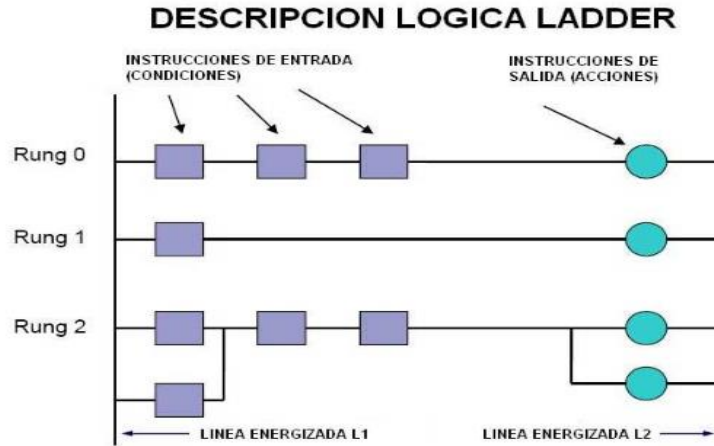 DESCRIPCION LOGICA LADDER
INSTRUCCIONES DE ENTRADA
(CONDICIONES)
INSTRUCCIONES DE
SALIDA (ACCIONES)
Rung 0
Rung 1
Rung 2
LINEA ENERGIZADA L1
LINEA ENERGIZADA L2